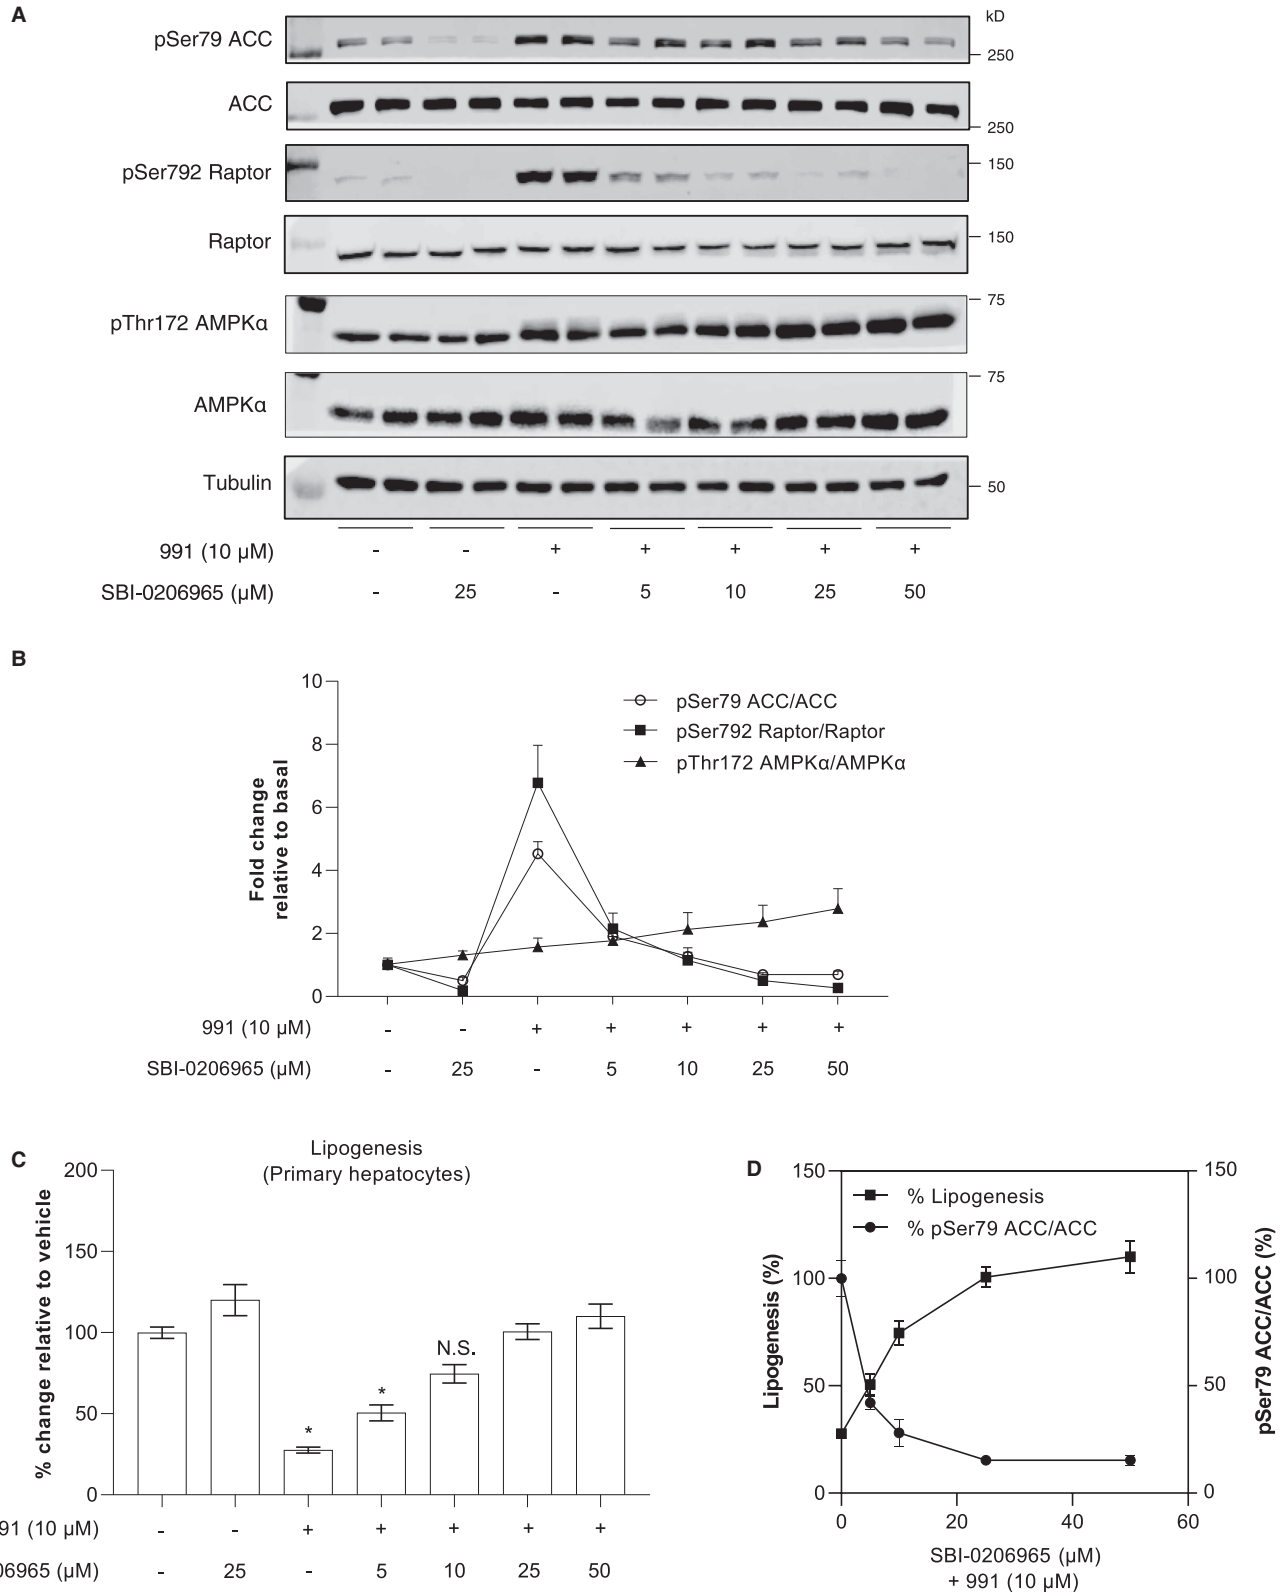 A
kD
pSer79 ACC
250
ACC
250
pSer792 Raptor
150
Raptor
150
pThr172 AMPKα
75
AMPKα
75
Tubulin
50
991 (10 µM) - - + + + + +
SBI-0206965 (µM) - 25 - 5 10 25 50
B
10
8
6
4
2
0
Fold change
relative to basal
pSer79 ACC/ACC
pSer792 Raptor/Raptor
pThr172 AMPKα/AMPKα
991 (10 µM) - - + + + + +
SBI-0206965 (µM) - 25 - 5 10 25 50
C
Lipogenesis
(Primary hepatocytes)
200
150
100
50
0
% change relative to vehicle
* * N.S.
91 (10 µM) - - + + + + +
06965 (µM) - 25 - 5 10 25 50
D
150
100
50
0
Lipogenesis (%)
% Lipogenesis
% pSer79 ACC/ACC
150
100
50
0
pSer79 ACC/ACC (%)
0 20 40 60
SBI-0206965 (µM)
+ 991 (10 µM)